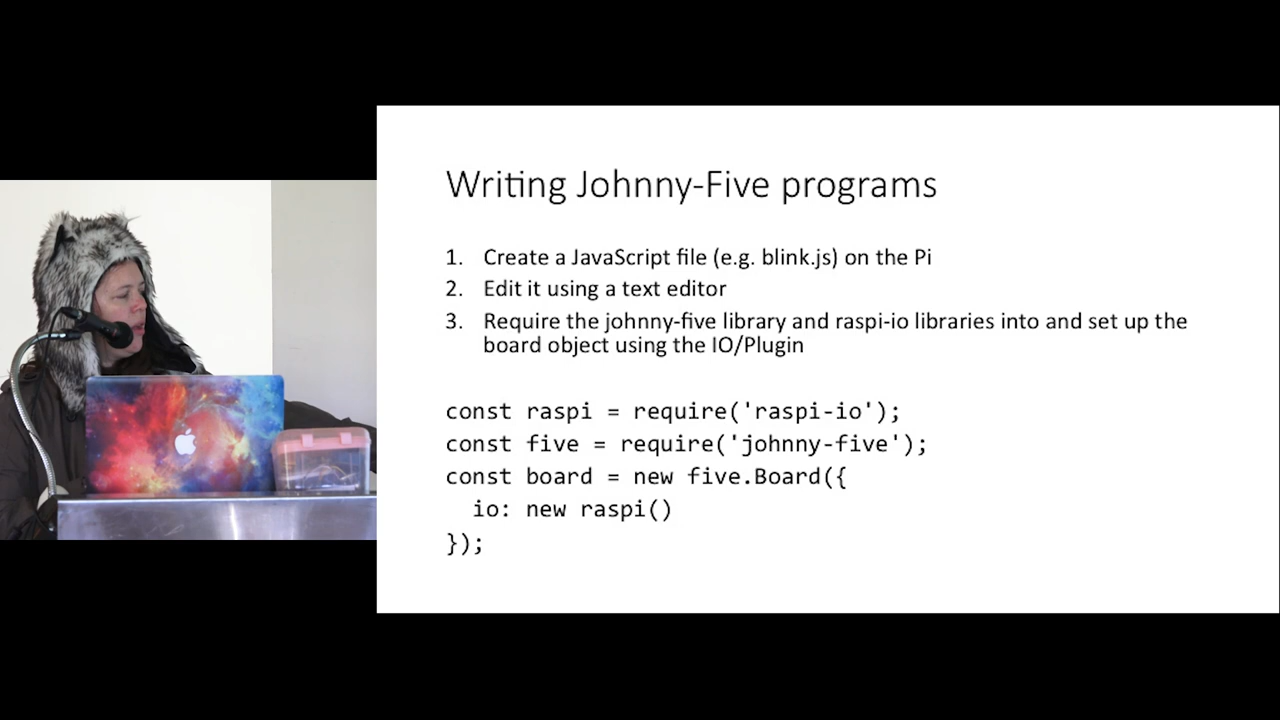 Writing Johnny-Five programs
1. Create a JavaScript file (e.g. blink.js) on the Pi
2. Edit it using a text editor
3. Require the johnny-five library and raspi-io libraries into and set up the
board object using the IO/Plugin
const raspi = require('raspi-io');
const five = require('johnny-five');
const board = new five.Board({
  io: new raspi()
});